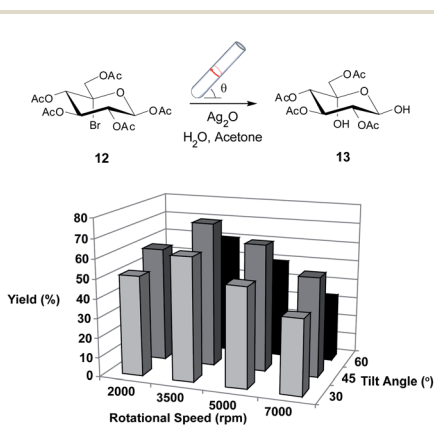 OAc
AcO
AcO
O
OAc
Br
OAc
12
θ
Ag2O
H2O, Acetone
OAc
AcO
AcO
O
OH
OH
OAc
13
80
70
60
50
40
30
20
10
0
Yield (%)
2000
3500
5000
7000
Rotational Speed (rpm)
60
45
30
Tilt Angle (º)